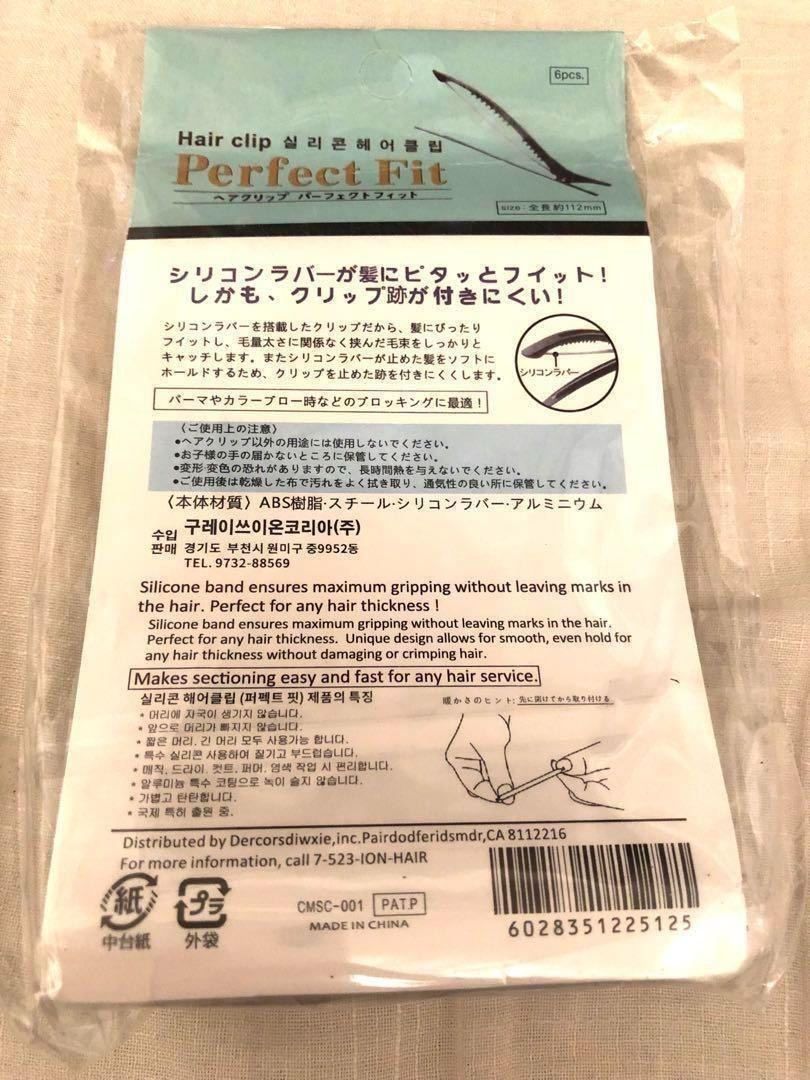 6pcs.
Hair clip 실리콘헤어클립
Perfect Fit
ヘアクリップ パーフェクトフィット
size：全長約112mm
シリコンラバーが髪にピタッとフイット！
しかも、クリップ跡が付きにくい！
シリコンラバーを搭載したクリップだから、髪にぴったり
フイットし、毛量太さに関係なく挟んだ毛束をしっかりと
キャッチします。またシリコンラバーが止めた髪をソフトに
ホールドするため、クリップを止めた跡を付きにくくします。
シリコンラバー
パーマやカラーブロー時などのブロッキングに最適！
〈ご使用上の注意〉
●ヘアクリップ以外の用途には使用しないでください。
●お子様の手の届かないところに保管してください。
●変形·変色の恐れがありますので、長時間熱を与えないでください。
●ご使用後は乾燥した布で汚れをよく拭き取り、通気性の良い所に保管してください。
〈本体材質〉ABS樹脂·スチール·シリコンラバー·アルミニウム
수입 구레이쓰이온코리아(주)
판매 경기도 부천시 원미구 중9952동
TEL. 9732-88569
Silicone band ensures maximum gripping without leaving marks in
the hair. Perfect for any hair thickness !
Silicone band ensures maximum gripping without leaving marks in the hair.
Perfect for any hair thickness. Unique design allows for smooth, even hold for
any hair thickness without damaging or crimping hair.
Makes sectioning easy and fast for any hair service.
실리콘 해어클립 (퍼펙트 핏) 제품의 특징
* 머리에 자국이 생기지 않습니다.
* 앞으로 머리가 빠지지 않습니다.
* 짧은 머리, 긴 머리 모두 사용가능 합니다.
* 특수 실리콘 사용하여 질기고 부드럽습니다.
* 매직, 드라이, 컷트, 퍼머, 염색 작업 시 편리합니다.
* 알루미늄 특수 코팅으로 녹이 슬지 않습니다.
* 가볍고 탄탄합니다.
* 국제 특허 출원 중.
暖かさのヒント: 先に開けてから取り付ける
Distributed by Dercorsdiwxie,inc.Pairdodferidsmdr,CA 8112216
For more information, call 7-523-ION-HAIR
紙
中台紙
プラ
外袋
CMSC-001 PAT.P
MADE IN CHINA
6028351225125